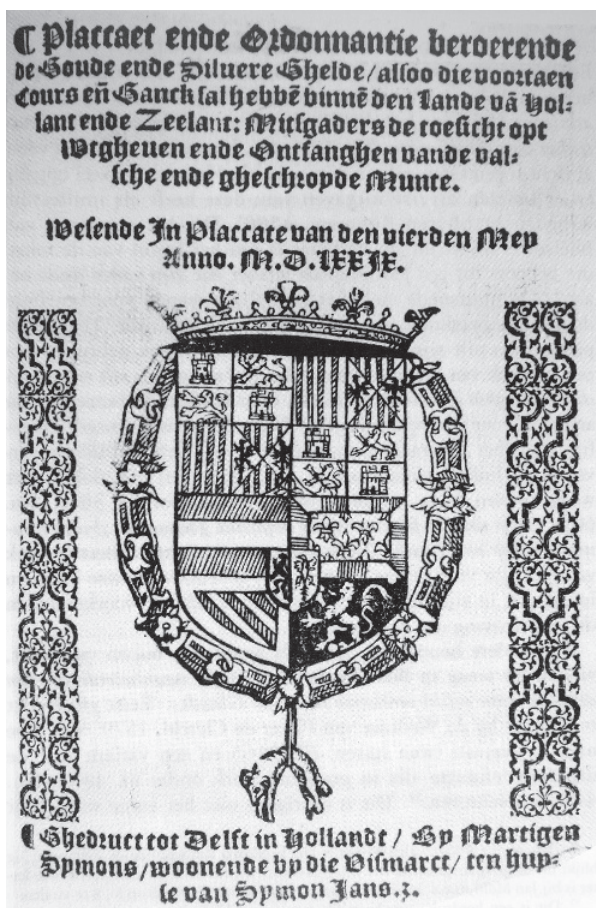 ¶ Placcaet ende Ordonnantie beroerende
de Goude ende Siluere Ghelde/alsoo die voortaen
Cours eñ Ganck sal hebbẽ binnẽ den Lande vã Hol-
lant ende Zeelant: Mitsgaders de toesicht opt
Wtgheuen ende Ontfanghen vande val-
sche ende gheschropde Munte.
Wesende In Placcate van den vierden Mey
Anno. M.D.LXXIX.
¶ Ghedruct tot Delft in Hollandt / By Martigen
Symons/woonende by die Vismarct/ ten huy-
se van Symon Jans.z.